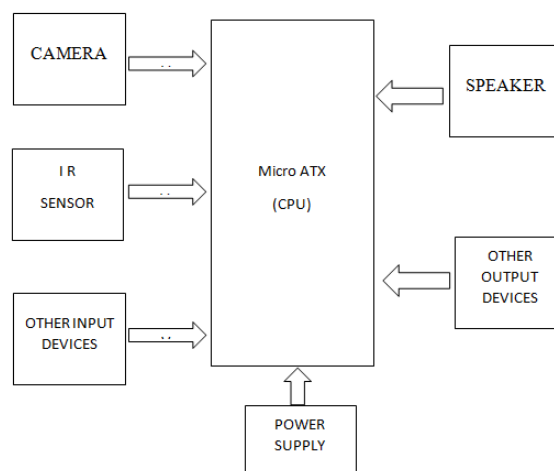 CAMERA
SPEAKER
I R
SENSOR
Micro ATX
(CPU)
OTHER INPUT
DEVICES
OTHER
OUTPUT
DEVICES
POWER
SUPPLY